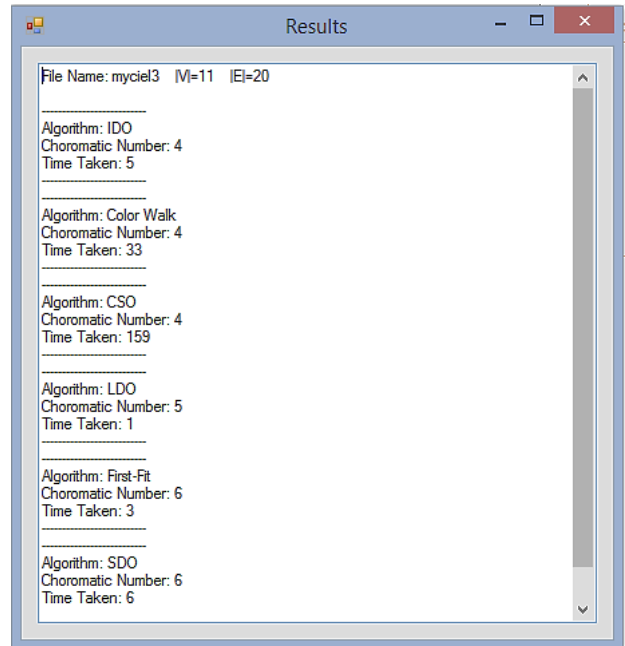 Results
File Name: myciel3 |V|=11 |E|=20
--------------------------
Algorithm: IDO
Choromatic Number: 4
Time Taken: 5
--------------------------
--------------------------
Algorithm: Color Walk
Choromatic Number: 4
Time Taken: 33
--------------------------
--------------------------
Algorithm: CSO
Choromatic Number: 4
Time Taken: 159
--------------------------
--------------------------
Algorithm: LDO
Choromatic Number: 5
Time Taken: 1
--------------------------
--------------------------
Algorithm: First-Fit
Choromatic Number: 6
Time Taken: 3
--------------------------
--------------------------
Algorithm: SDO
Choromatic Number: 6
Time Taken: 6